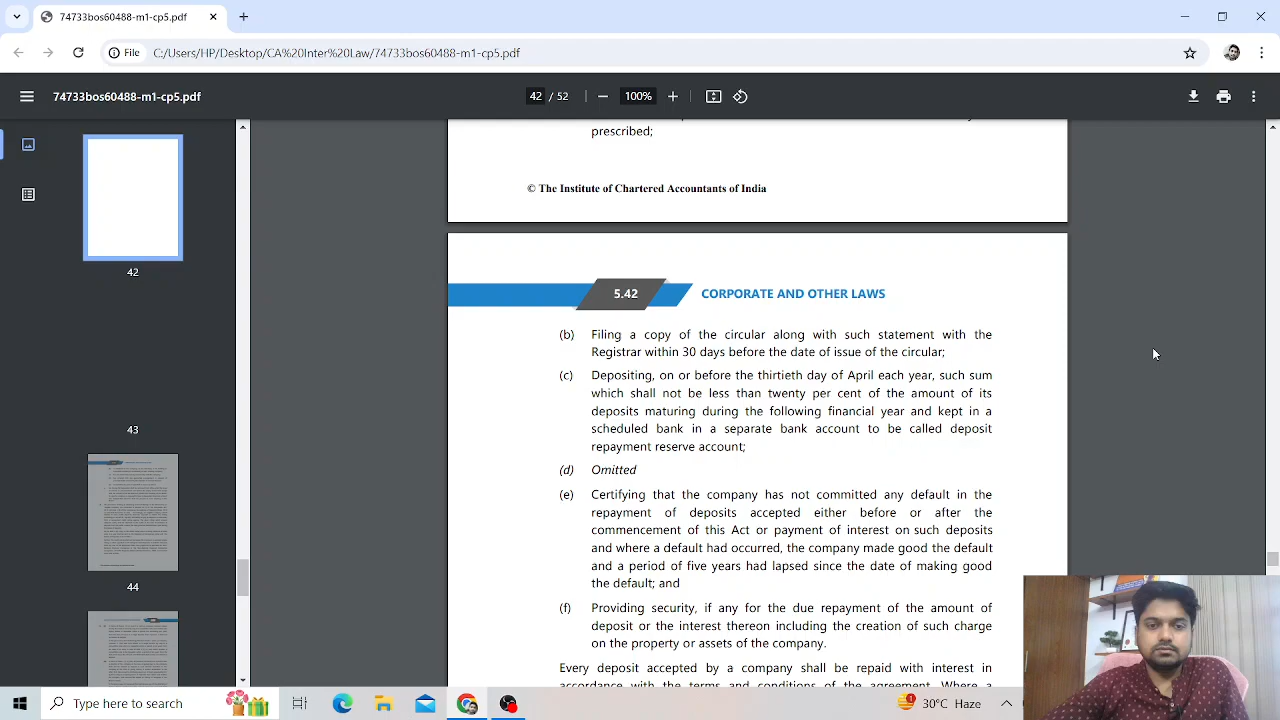 74733bos60488-m1-cp5.pdf
File C:/Users/HP/Desktop/CA%20Inter%20Law/74733bos60488-m1-cp5.pdf
74733bos60488-m1-cp5.pdf
42 / 52
100%
prescribed;
© The Institute of Chartered Accountants of India
5.42 CORPORATE AND OTHER LAWS
(b) Filing a copy of the circular along with such statement with the
Registrar within 30 days before the date of issue of the circular;
(c) Depositing, on or before the thirtieth day of April each year, such sum
which shall not be less than twenty per cent of the amount of its
deposits maturing during the following financial year and kept in a
scheduled bank in a separate bank account to be called deposit
repayment reserve account;
(d) Omitted
(e) Certifying that the company has not committed any default in the
repayment of deposits accepted either before or after the
commencement of this Act or payment of interest on such deposits
and where a default had occurred, the company made good the default
and a period of five years had lapsed since the date of making good
the default; and
(f) Providing security, if any for the due repayment of the amount of
deposit or the interest thereon including the creation of such charge
on the property or assets of the company.
Every deposit accepted by a company shall be repaid with interest in
accordance with the terms and conditions of the agreement. Where a
42
43
44
Type here to search
30°C Haze